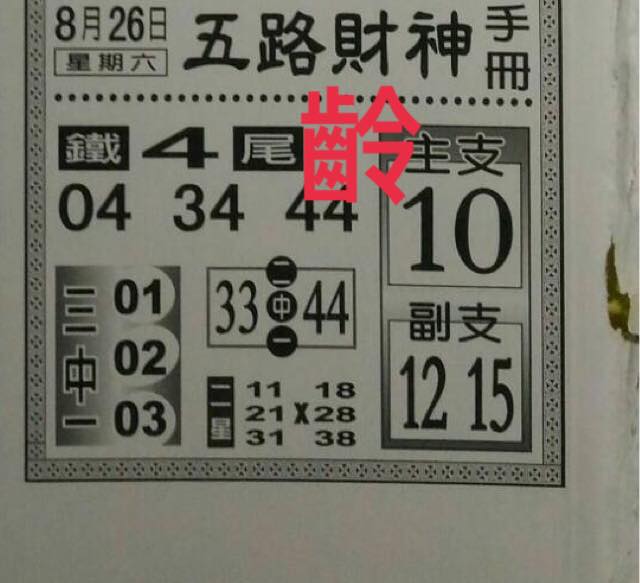 8月26日
星期六
五路財神
手冊
鐵4尾
齡
04 34 44
主支
10
三中一
01
02
03
33 二中一 44
副支
12 15
二星
11 X 18
21 28
31 38